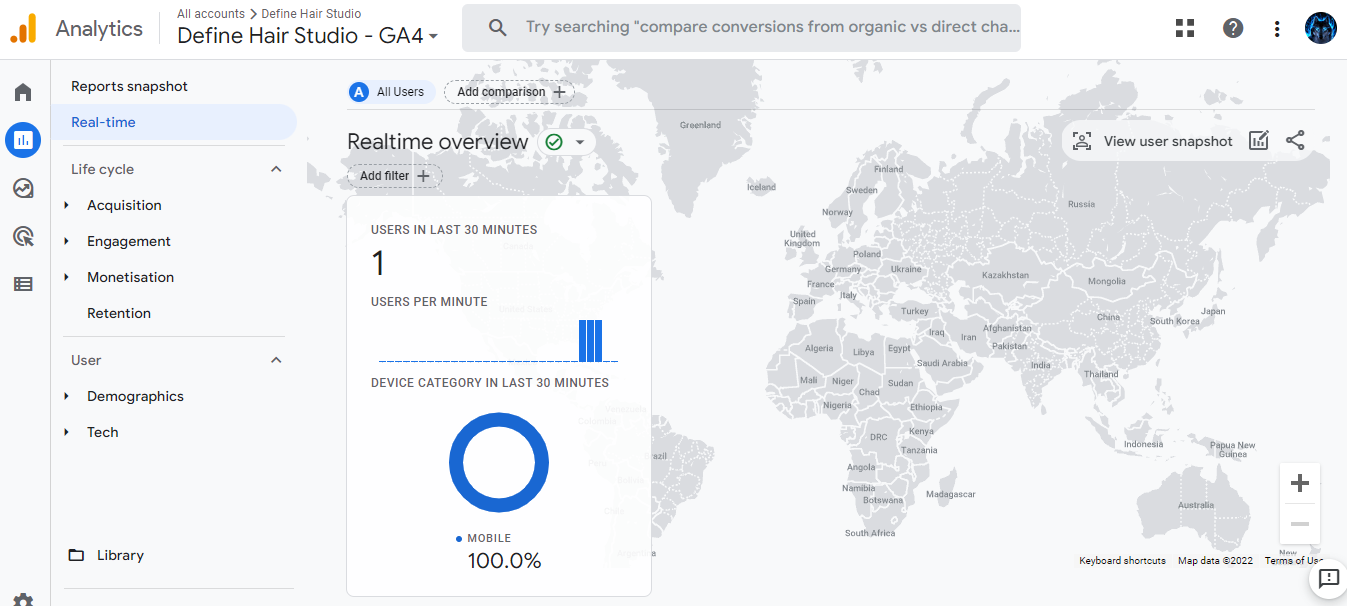 Analytics
All accounts > Define Hair Studio
Define Hair Studio - GA4
Try searching "compare conversions from organic vs direct cha...
Reports snapshot
Real-time
Life cycle
Acquisition
Engagement
Monetisation
Retention
User
Demographics
Tech
Library
A All Users
Add comparison +
Realtime overview
View user snapshot
Add filter +
USERS IN LAST 30 MINUTES
1
USERS PER MINUTE
DEVICE CATEGORY IN LAST 30 MINUTES
MOBILE
100.0%
Greenland
Iceland
Finland
Sweden
Norway
Russia
United
Kingdom
Poland
Germany
Ukraine
France
Kazakhstan
Mongolia
Spain
Italy
Turkey
Japan
China
South Korea
Iraq
Iran
Afghanistan
Pakistan
Algeria
Libya
Egypt
Saudi Arabia
India
Thailand
Mali
Niger
Chad
Sudan
Nigeria
Ethiopia
DRC
Kenya
Tanzania
Indonesia
Papua New
Guinea
Angola
Namibia
Botswana
Madagascar
South Africa
Australia
United States
Keyboard shortcuts
Map data ©2022
Terms of Use
New